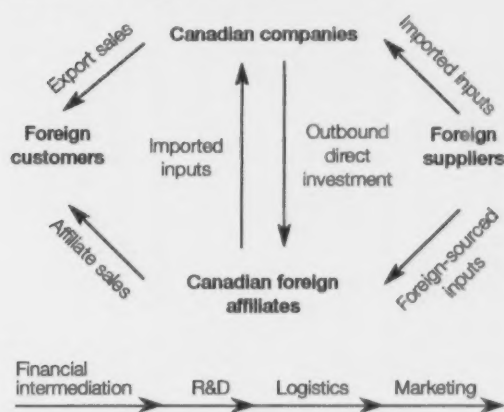 Canadian companies
Export sales
Imported inputs
Foreign
customers
Imported
inputs
Outbound
direct
investment
Foreign
suppliers
Affiliate sales
Canadian foreign
affiliates
Foreign-sourced
inputs
Financial
intermediation
R&D
Logistics
Marketing